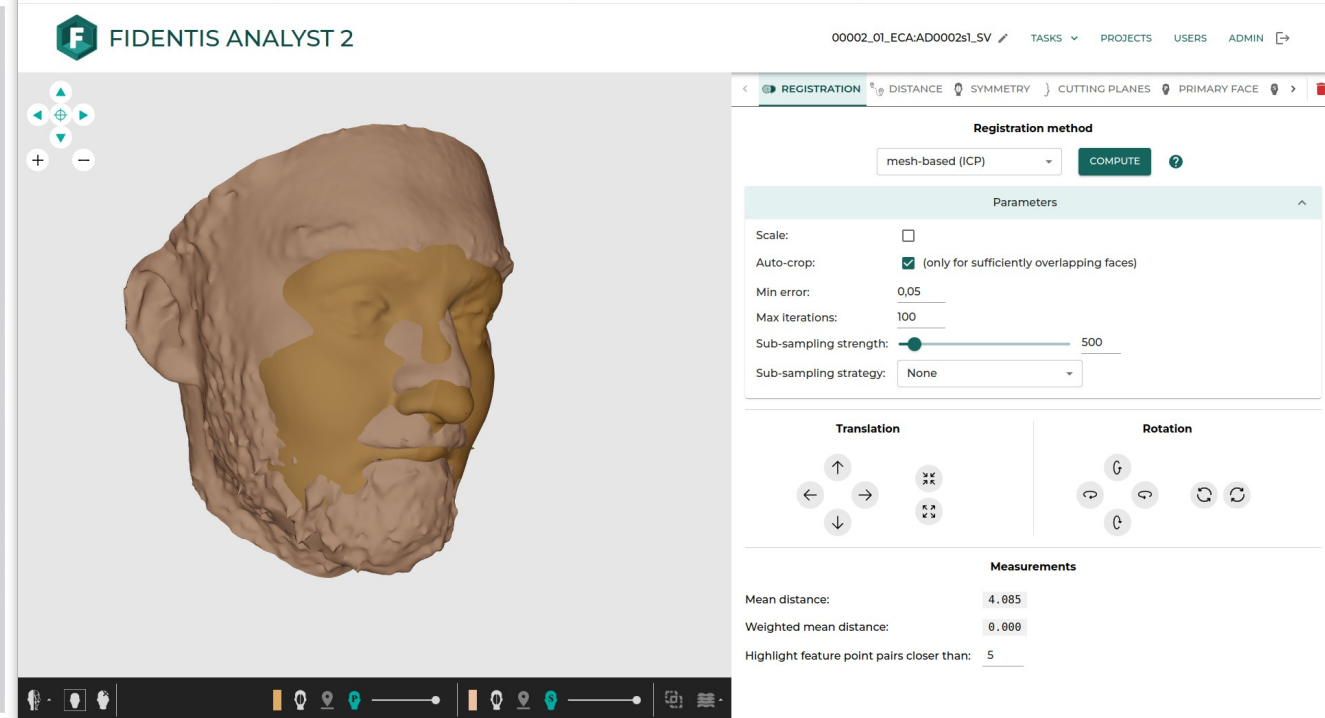 FIDENTIS ANALYST 2
00002_01_ECA:AD0002s1_SV TASKS PROJECTS USERS ADMIN
REGISTRATION DISTANCE SYMMETRY CUTTING PLANES PRIMARY FACE
Registration method
mesh-based (ICP) COMPUTE ?
Parameters
Scale:
Auto-crop: (only for sufficiently overlapping faces)
Min error: 0,05
Max iterations: 100
Sub-sampling strength: 500
Sub-sampling strategy: None
Translation Rotation
Measurements
Mean distance: 4.085
Weighted mean distance: 0.000
Highlight feature point pairs closer than: 5
P S